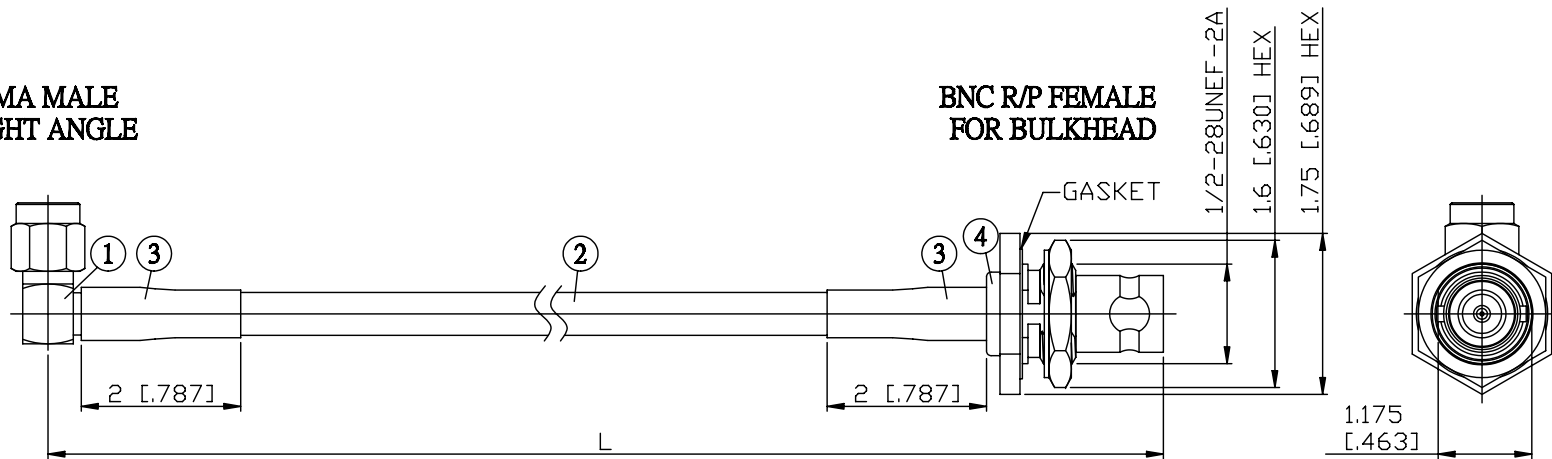 MA MALE
GHT ANGLE
BNC R/P FEMALE
FOR BULKHEAD
GASKET
1/2-28UNEF-2A
1.6 [.630] HEX
1.75 [.689] HEX
1
3
2
3
4
2 [.787]
2 [.787]
L
1.175
[.463]